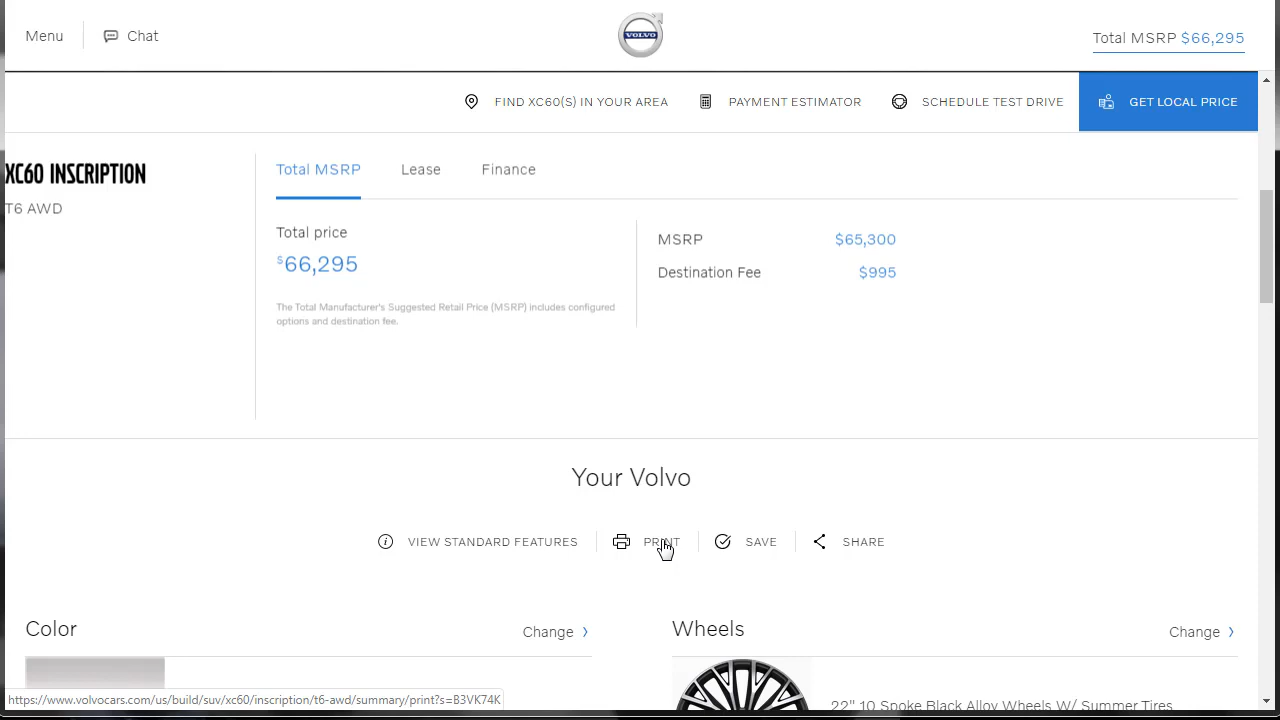 Menu
Chat
VOLVO
Total MSRP $66,295
FIND XC60(S) IN YOUR AREA
PAYMENT ESTIMATOR
SCHEDULE TEST DRIVE
GET LOCAL PRICE
XC60 INSCRIPTION
T6 AWD
Total MSRP
Lease
Finance
Total price
$66,295
The Total Manufacturer's Suggested Retail Price (MSRP) includes configured
options and destination fee.
MSRP $65,300
Destination Fee $995
Your Volvo
VIEW STANDARD FEATURES
PRINT
SAVE
SHARE
Color
Change
Wheels
Change
22" 10 Spoke Black Alloy Wheels W/ Summer Tires
https://www.volvocars.com/us/build/suv/xc60/inscription/t6-awd/summary/print?s=B3VK74K